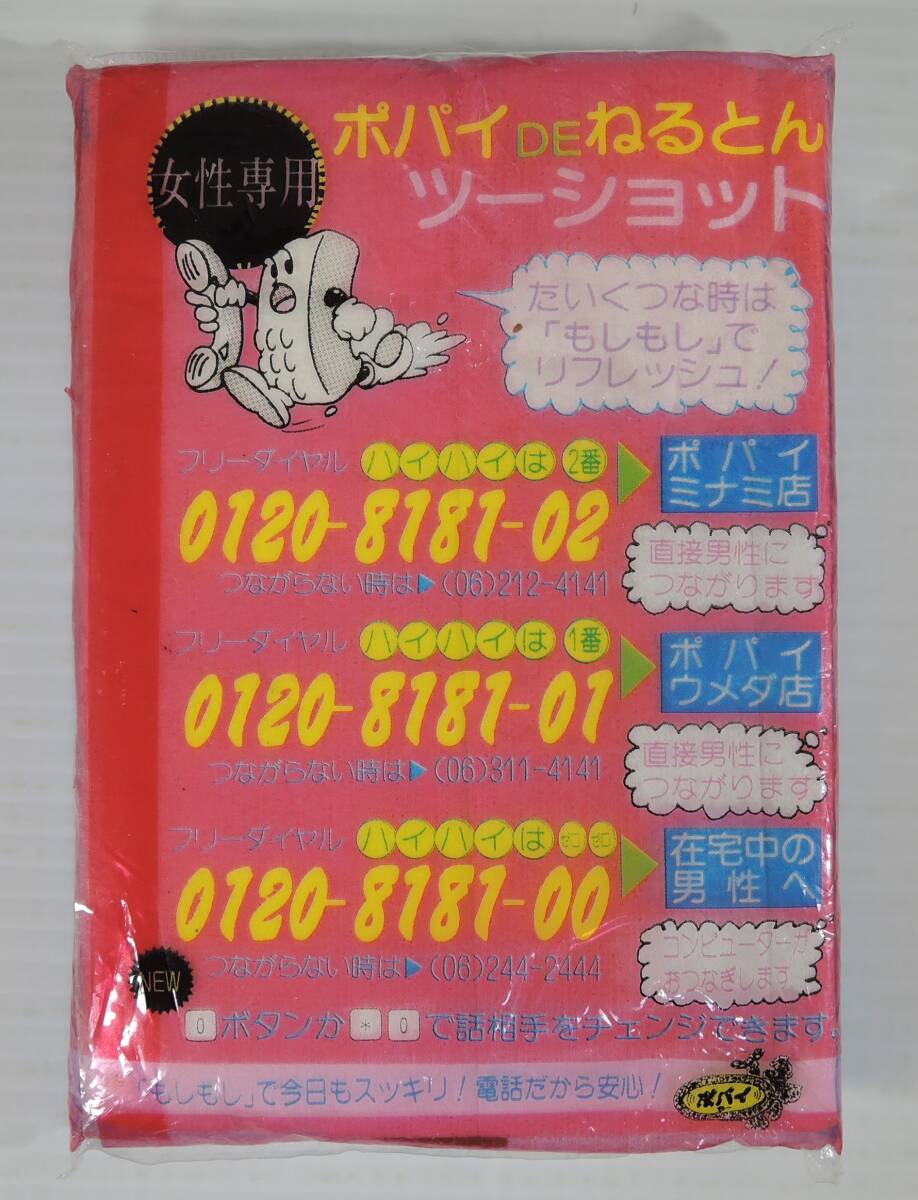 女性専用
ポパイDEねるとん
ツーショット
たいくつな時は
「もしもし」で
リフレッシュ!
フリーダイヤル ハイハイは2番
0120-8181-02
つながらない時は▶(06)212-4141
ポパイ
ミナミ店
直接男性に
つながります
フリーダイヤル ハイハイは1番
0120-8181-01
つながらない時は▶(06)311-4141
ポパイ
ウメダ店
直接男性に
つながります
フリーダイヤル ハイハイはゼロゼロ
0120-8181-00
つながらない時は▶(06)244-2444
在宅中の
男性へ
コンピューターが
おつなぎします
NEW
0ボタンか*0で話相手をチェンジできます。
「もしもし」で今日もスッキリ!電話だから安心!
ポパイ